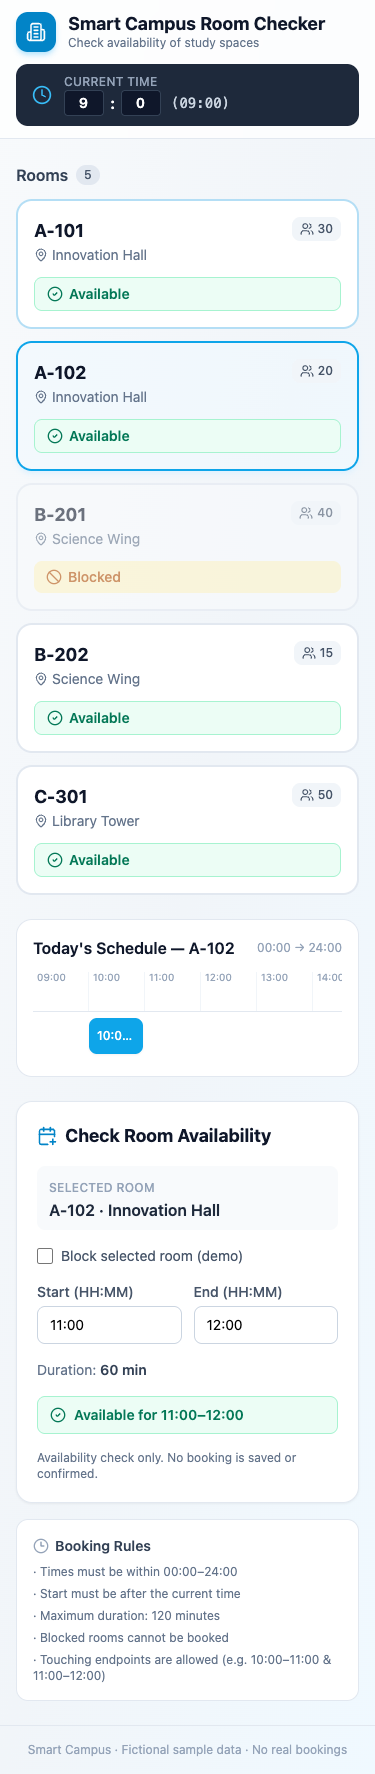 Smart Campus Room Checker
Check availability of study spaces
CURRENT TIME
9 : 0 (09:00)
Rooms 5
A-101 30
Innovation Hall
Available
A-102 20
Innovation Hall
Available
B-201 40
Science Wing
Blocked
B-202 15
Science Wing
Available
C-301 50
Library Tower
Available
Today's Schedule — A-102 00:00 → 24:00
09:00 10:00 11:00 12:00 13:00 14:00
10:0...
Check Room Availability
SELECTED ROOM
A-102 · Innovation Hall
Block selected room (demo)
Start (HH:MM) End (HH:MM)
11:00 12:00
Duration: 60 min
Available for 11:00–12:00
Availability check only. No booking is saved or
confirmed.
Booking Rules
· Times must be within 00:00–24:00
· Start must be after the current time
· Maximum duration: 120 minutes
· Blocked rooms cannot be booked
· Touching endpoints are allowed (e.g. 10:00–11:00 &
11:00–12:00)
Smart Campus · Fictional sample data · No real bookings